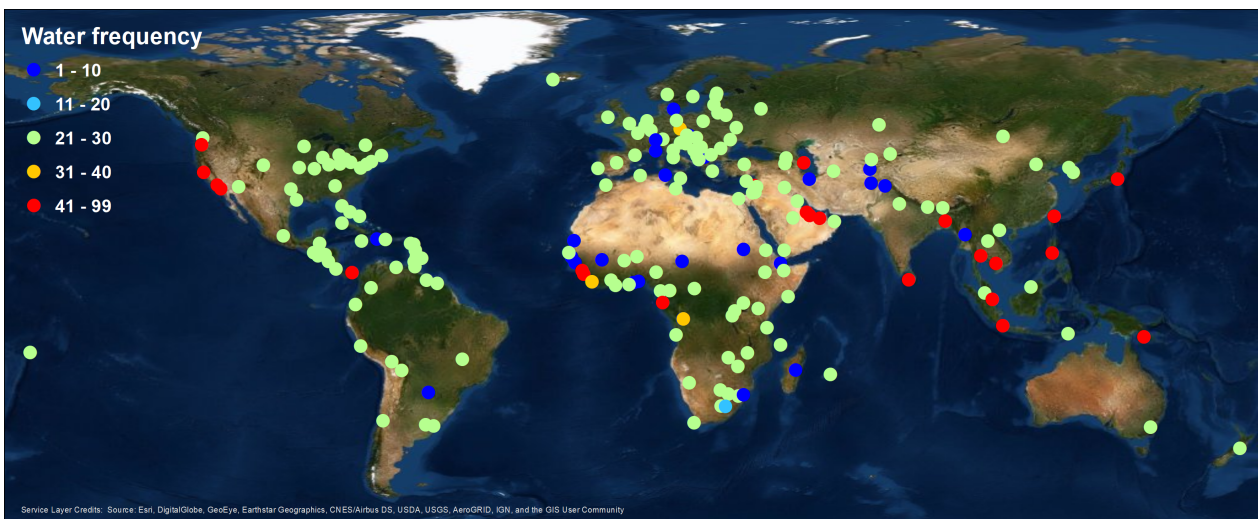 Water frequency
1 - 10
11 - 20
21 - 30
31 - 40
41 - 99
Service Layer Credits: Source: Esri, DigitalGlobe, GeoEye, Earthstar Geographics, CNES/Airbus DS, USDA, USGS, AeroGRID, IGN, and the GIS User Community